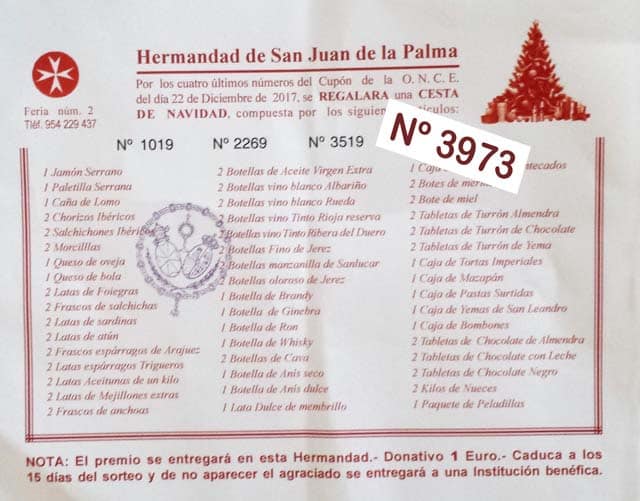 Hermandad de San Juan de la Palma
Por los cuatro últimos números del Cupón de la O. N. C. E.
del día 22 de Diciembre de 2017, se REGALARA una CESTA
DE NAVIDAD, compuesta por los siguien tículos:
Feria núm. 2
Tléf. 954 229 437
Nº 1019 Nº 2269 Nº 3519 Nº 3973
1 Jamón Serrano
1 Paletilla Serrana
1 Caña de Lomo
2 Chorizos Ibéricos
2 Salchichones Ibéricos
2 Morcilllas
1 Queso de oveja
1 Queso de bola
2 Latas de Foiegras
2 Frascos de salchichas
2 Latas de sardinas
2 Latas de atún
2 Frascos espárragos de Arajuez
2 Latas espárragos Trigueros
2 Latas Aceitunas de un kilo
2 Latas de Mejillones extras
2 Frascos de anchoas
2 Botellas de Aceite Virgen Extra
2 Botellas vino blanco Albariño
2 Botellas vino blanco Rueda
2 Botellas vino Tinto Rioja reserva
2 Botellas vino Tinto Ribera del Duero
2 Botellas Fino de Jerez
2 Botellas manzanilla de Sanlucar
2 Botellas oloroso de Jerez
1 Botella de Brandy
1 Botella de Ginebra
1 Botella de Ron
1 Botella de Whisky
2 Botellas de Cava
1 Botella de Anís seco
1 Botella de Anís dulce
1 Lata Dulce de membrillo
1 Caja tecados
2 Botes de merm
1 Bote de miel
2 Tabletas de Turrón Almendra
2 Tabletas de Turrón de Chocolate
2 Tabletas de Turrón de Yema
1 Caja de Tortas Imperiales
1 Caja de Mazapán
1 Caja de Pastas Surtidas
1 Caja de Yemas de San Leandro
1 Caja de Bombones
2 Tabletas de Chocolate de Almendra
2 Tabletas de Chocolate con Leche
2 Tabletas de Chocolate Negro
2 Kilos de Nueces
1 Paquete de Peladillas
NOTA: El premio se entregará en esta Hermandad.- Donativo 1 Euro.- Caduca a los
15 días del sorteo y de no aparecer el agraciado se entregará a una Institución benéfica.